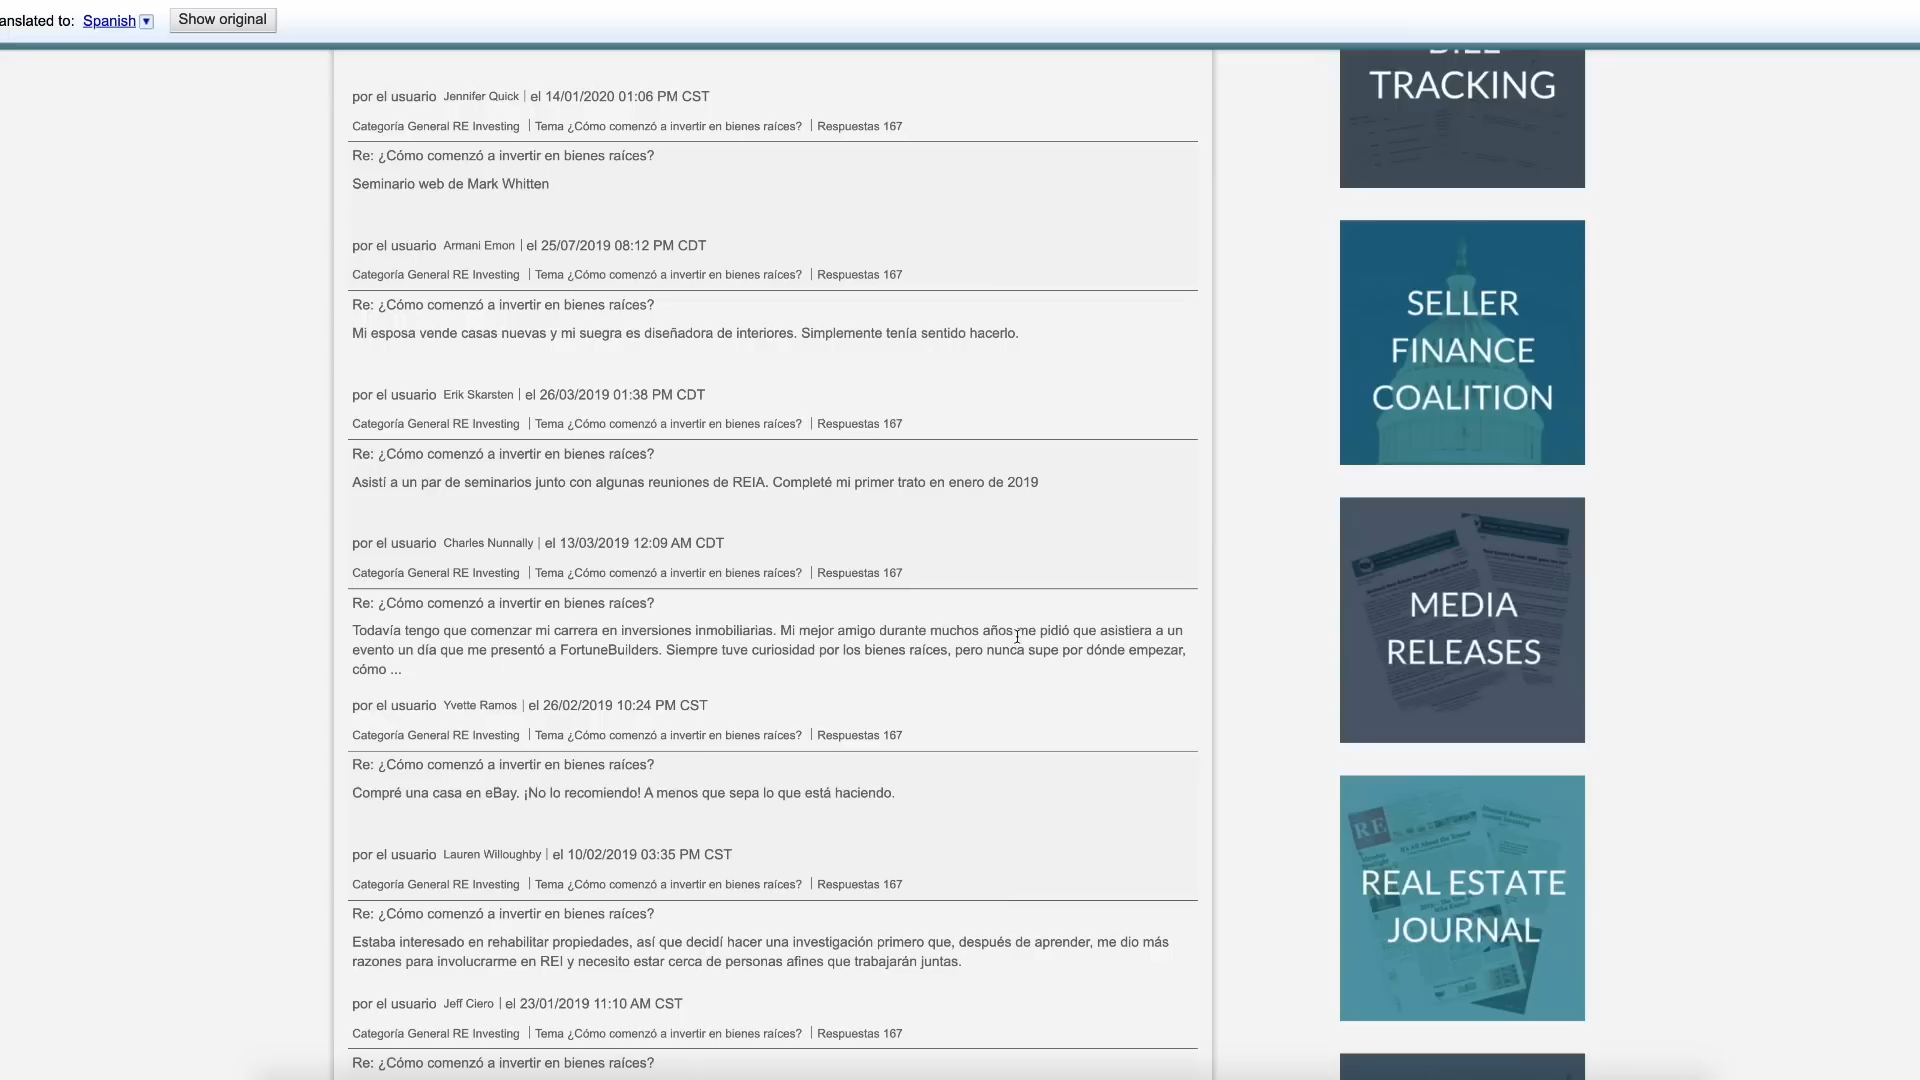 anslated to: Spanish
Show original
por el usuario Jennifer Quick | el 14/01/2020 01:06 PM CST
Categoría General RE Investing | Tema ¿Cómo comenzó a invertir en bienes raíces? | Respuestas 167
Re: ¿Cómo comenzó a invertir en bienes raíces?
Seminario web de Mark Whitten
por el usuario Armani Emon | el 25/07/2019 08:12 PM CDT
Categoría General RE Investing | Tema ¿Cómo comenzó a invertir en bienes raíces? | Respuestas 167
Re: ¿Cómo comenzó a invertir en bienes raíces?
Mi esposa vende casas nuevas y mi suegra es diseñadora de interiores. Simplemente tenía sentido hacerlo.
por el usuario Erik Skarsten | el 26/03/2019 01:38 PM CDT
Categoría General RE Investing | Tema ¿Cómo comenzó a invertir en bienes raíces? | Respuestas 167
Re: ¿Cómo comenzó a invertir en bienes raíces?
Asistí a un par de seminarios junto con algunas reuniones de REIA. Completé mi primer trato en enero de 2019
por el usuario Charles Nunnally | el 13/03/2019 12:09 AM CDT
Categoría General RE Investing | Tema ¿Cómo comenzó a invertir en bienes raíces? | Respuestas 167
Re: ¿Cómo comenzó a invertir en bienes raíces?
Todavía tengo que comenzar mi carrera en inversiones inmobiliarias. Mi mejor amigo durante muchos años me pidió que asistiera a un
evento un día que me presentó a FortuneBuilders. Siempre tuve curiosidad por los bienes raíces, pero nunca supe por dónde empezar,
cómo ...
por el usuario Yvette Ramos | el 26/02/2019 10:24 PM CST
Categoría General RE Investing | Tema ¿Cómo comenzó a invertir en bienes raíces? | Respuestas 167
Re: ¿Cómo comenzó a invertir en bienes raíces?
Compré una casa en eBay. ¡No lo recomiendo! A menos que sepa lo que está haciendo.
por el usuario Lauren Willoughby | el 10/02/2019 03:35 PM CST
Categoría General RE Investing | Tema ¿Cómo comenzó a invertir en bienes raíces? | Respuestas 167
Re: ¿Cómo comenzó a invertir en bienes raíces?
Estaba interesado en rehabilitar propiedades, así que decidí hacer una investigación primero que, después de aprender, me dio más
razones para involucrarme en REI y necesito estar cerca de personas afines que trabajarán juntas.
por el usuario Jeff Ciero | el 23/01/2019 11:10 AM CST
Categoría General RE Investing | Tema ¿Cómo comenzó a invertir en bienes raíces? | Respuestas 167
Re: ¿Cómo comenzó a invertir en bienes raíces?
TRACKING
SELLER
FINANCE
COALITION
MEDIA
RELEASES
REAL ESTATE
JOURNAL